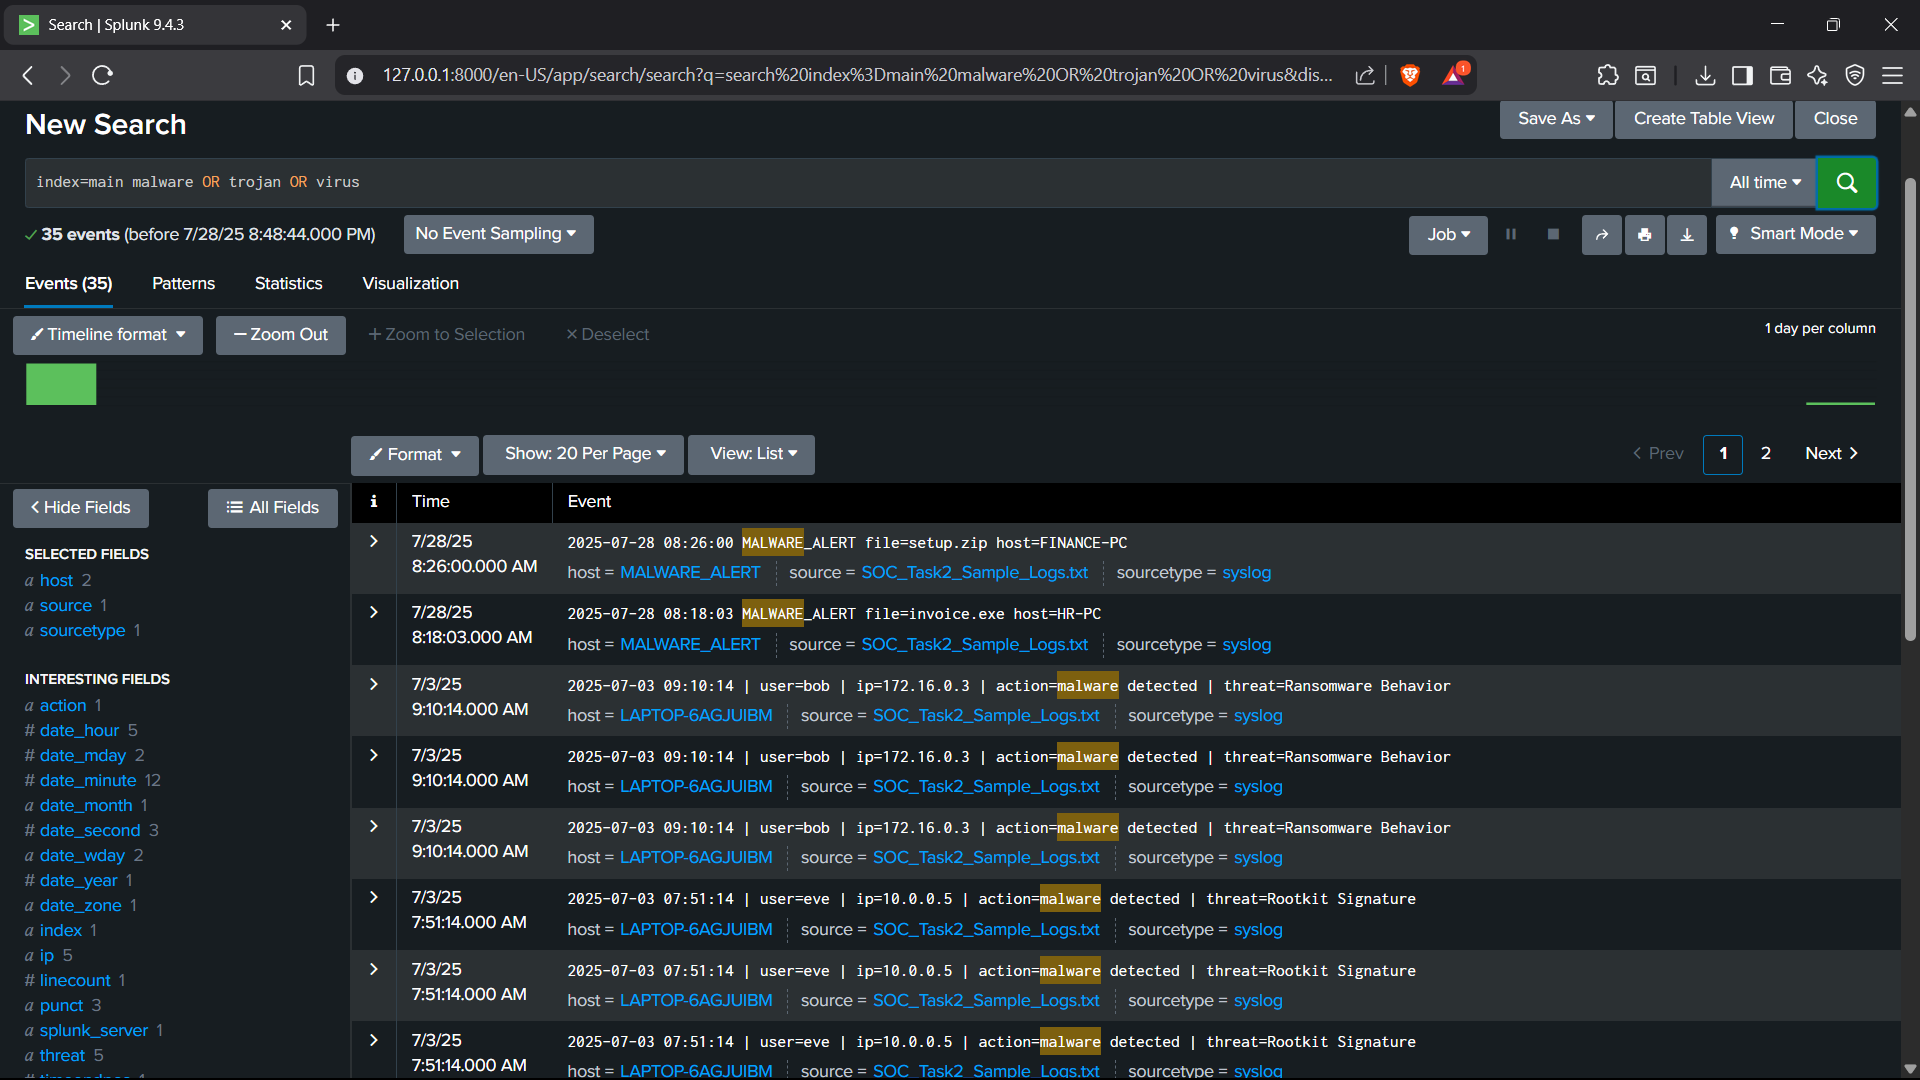 Search | Splunk 9.4.3
127.0.0.1:8000/en-US/app/search/search?q=search%20index%3Dmain%20malware%20OR%20trojan%20OR%20virus&dis...
1
New Search
Save As
Create Table View
Close
index=main malware OR trojan OR virus
All time
35 events (before 7/28/25 8:48:44.000 PM)
No Event Sampling
Job
Smart Mode
Events (35)
Patterns
Statistics
Visualization
Timeline format
Zoom Out
+ Zoom to Selection
× Deselect
1 day per column
Format
Show: 20 Per Page
View: List
Prev
1
2
Next
Hide Fields
All Fields
SELECTED FIELDS
a host 2
a source 1
a sourcetype 1
INTERESTING FIELDS
a action 1
# date_hour 5
# date_mday 2
# date_minute 12
a date_month 1
# date_second 3
a date_wday 2
# date_year 1
a date_zone 1
a index 1
a ip 5
# linecount 1
a punct 3
a splunk_server 1
a threat 5
i
Time
Event
7/28/25
8:26:00.000 AM
2025-07-28 08:26:00 MALWARE_ALERT file=setup.zip host=FINANCE-PC
host = MALWARE_ALERT source = SOC_Task2_Sample_Logs.txt sourcetype = syslog
7/28/25
8:18:03.000 AM
2025-07-28 08:18:03 MALWARE_ALERT file=invoice.exe host=HR-PC
host = MALWARE_ALERT source = SOC_Task2_Sample_Logs.txt sourcetype = syslog
7/3/25
9:10:14.000 AM
2025-07-03 09:10:14 | user=bob | ip=172.16.0.3 | action=malware detected | threat=Ransomware Behavior
host = LAPTOP-6AGJUIBM source = SOC_Task2_Sample_Logs.txt sourcetype = syslog
7/3/25
9:10:14.000 AM
2025-07-03 09:10:14 | user=bob | ip=172.16.0.3 | action=malware detected | threat=Ransomware Behavior
host = LAPTOP-6AGJUIBM source = SOC_Task2_Sample_Logs.txt sourcetype = syslog
7/3/25
9:10:14.000 AM
2025-07-03 09:10:14 | user=bob | ip=172.16.0.3 | action=malware detected | threat=Ransomware Behavior
host = LAPTOP-6AGJUIBM source = SOC_Task2_Sample_Logs.txt sourcetype = syslog
7/3/25
7:51:14.000 AM
2025-07-03 07:51:14 | user=eve | ip=10.0.0.5 | action=malware detected | threat=Rootkit Signature
host = LAPTOP-6AGJUIBM source = SOC_Task2_Sample_Logs.txt sourcetype = syslog
7/3/25
7:51:14.000 AM
2025-07-03 07:51:14 | user=eve | ip=10.0.0.5 | action=malware detected | threat=Rootkit Signature
host = LAPTOP-6AGJUIBM source = SOC_Task2_Sample_Logs.txt sourcetype = syslog
7/3/25
7:51:14.000 AM
2025-07-03 07:51:14 | user=eve | ip=10.0.0.5 | action=malware detected | threat=Rootkit Signature
host = LAPTOP-6AGJUIBM source = SOC_Task2_Sample_Logs.txt sourcetype = syslog